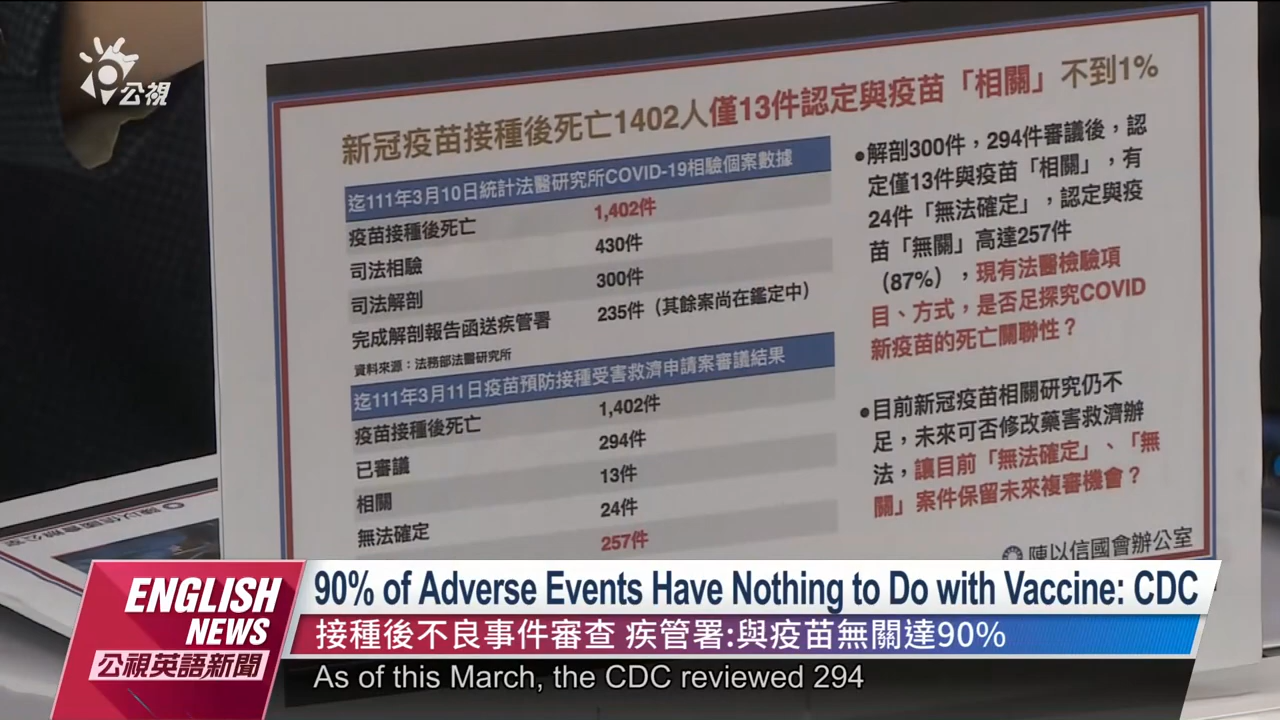 公視
新冠疫苗接種後死亡1402人僅13件認定與疫苗「相關」不到1%
迄111年3月10日統計法醫研究所COVID-19相驗個案數據
疫苗接種後死亡 1,402件
司法相驗 430件
司法解剖 300件
完成解剖報告函送疾管署 235件（其餘案尚在鑑定中）
資料來源：法務部法醫研究所
迄111年3月11日疫苗預防接種受害救濟申請案審議結果
疫苗接種後死亡 1,402件
已審議 294件
相關 13件
無法確定 24件
257件
●解剖300件，294件審議後，認
定僅13件與疫苗「相關」，有
24件「無法確定」，認定與疫
苗「無關」高達257件
（87%），現有法醫檢驗項
目、方式，是否足探究COVID
新疫苗的死亡關聯性？
●目前新冠疫苗相關研究仍不
足，未來可否修改藥害救濟辦
法，讓目前「無法確定」、「無
關」案件保留未來複審機會？
陳以信國會辦公室
陳以信國會辦公室
ENGLISH
NEWS
公視英語新聞
90% of Adverse Events Have Nothing to Do with Vaccine: CDC
接種後不良事件審查 疾管署:與疫苗無關達90%
As of this March, the CDC reviewed 294